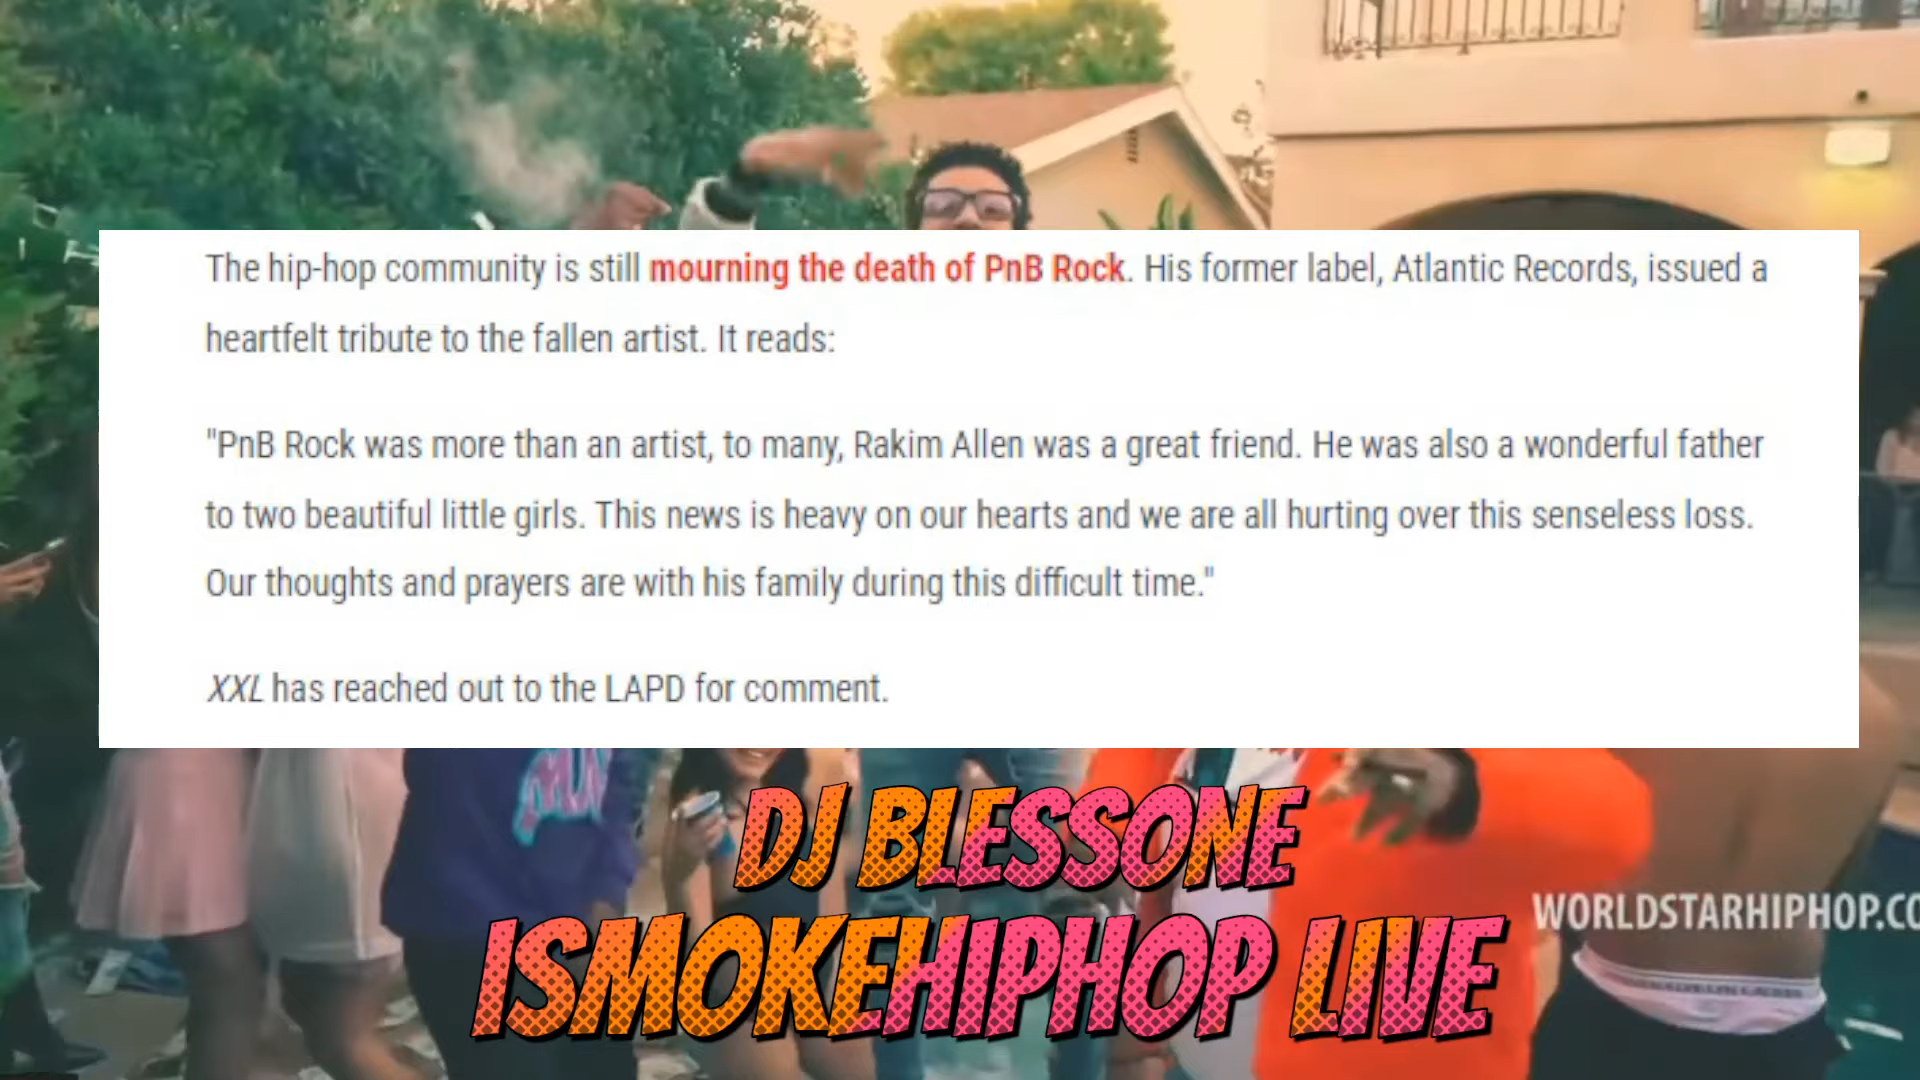 The hip-hop community is still mourning the death of PnB Rock. His former label, Atlantic Records, issued a
heartfelt tribute to the fallen artist. It reads:
"PnB Rock was more than an artist, to many, Rakim Allen was a great friend. He was also a wonderful father
to two beautiful little girls. This news is heavy on our hearts and we are all hurting over this senseless loss.
Our thoughts and prayers are with his family during this difficult time."
XXL has reached out to the LAPD for comment.
DJ BLESSONE
ISMOKEHIPHOP LIVE
WORLDSTARHIPHOP.CO